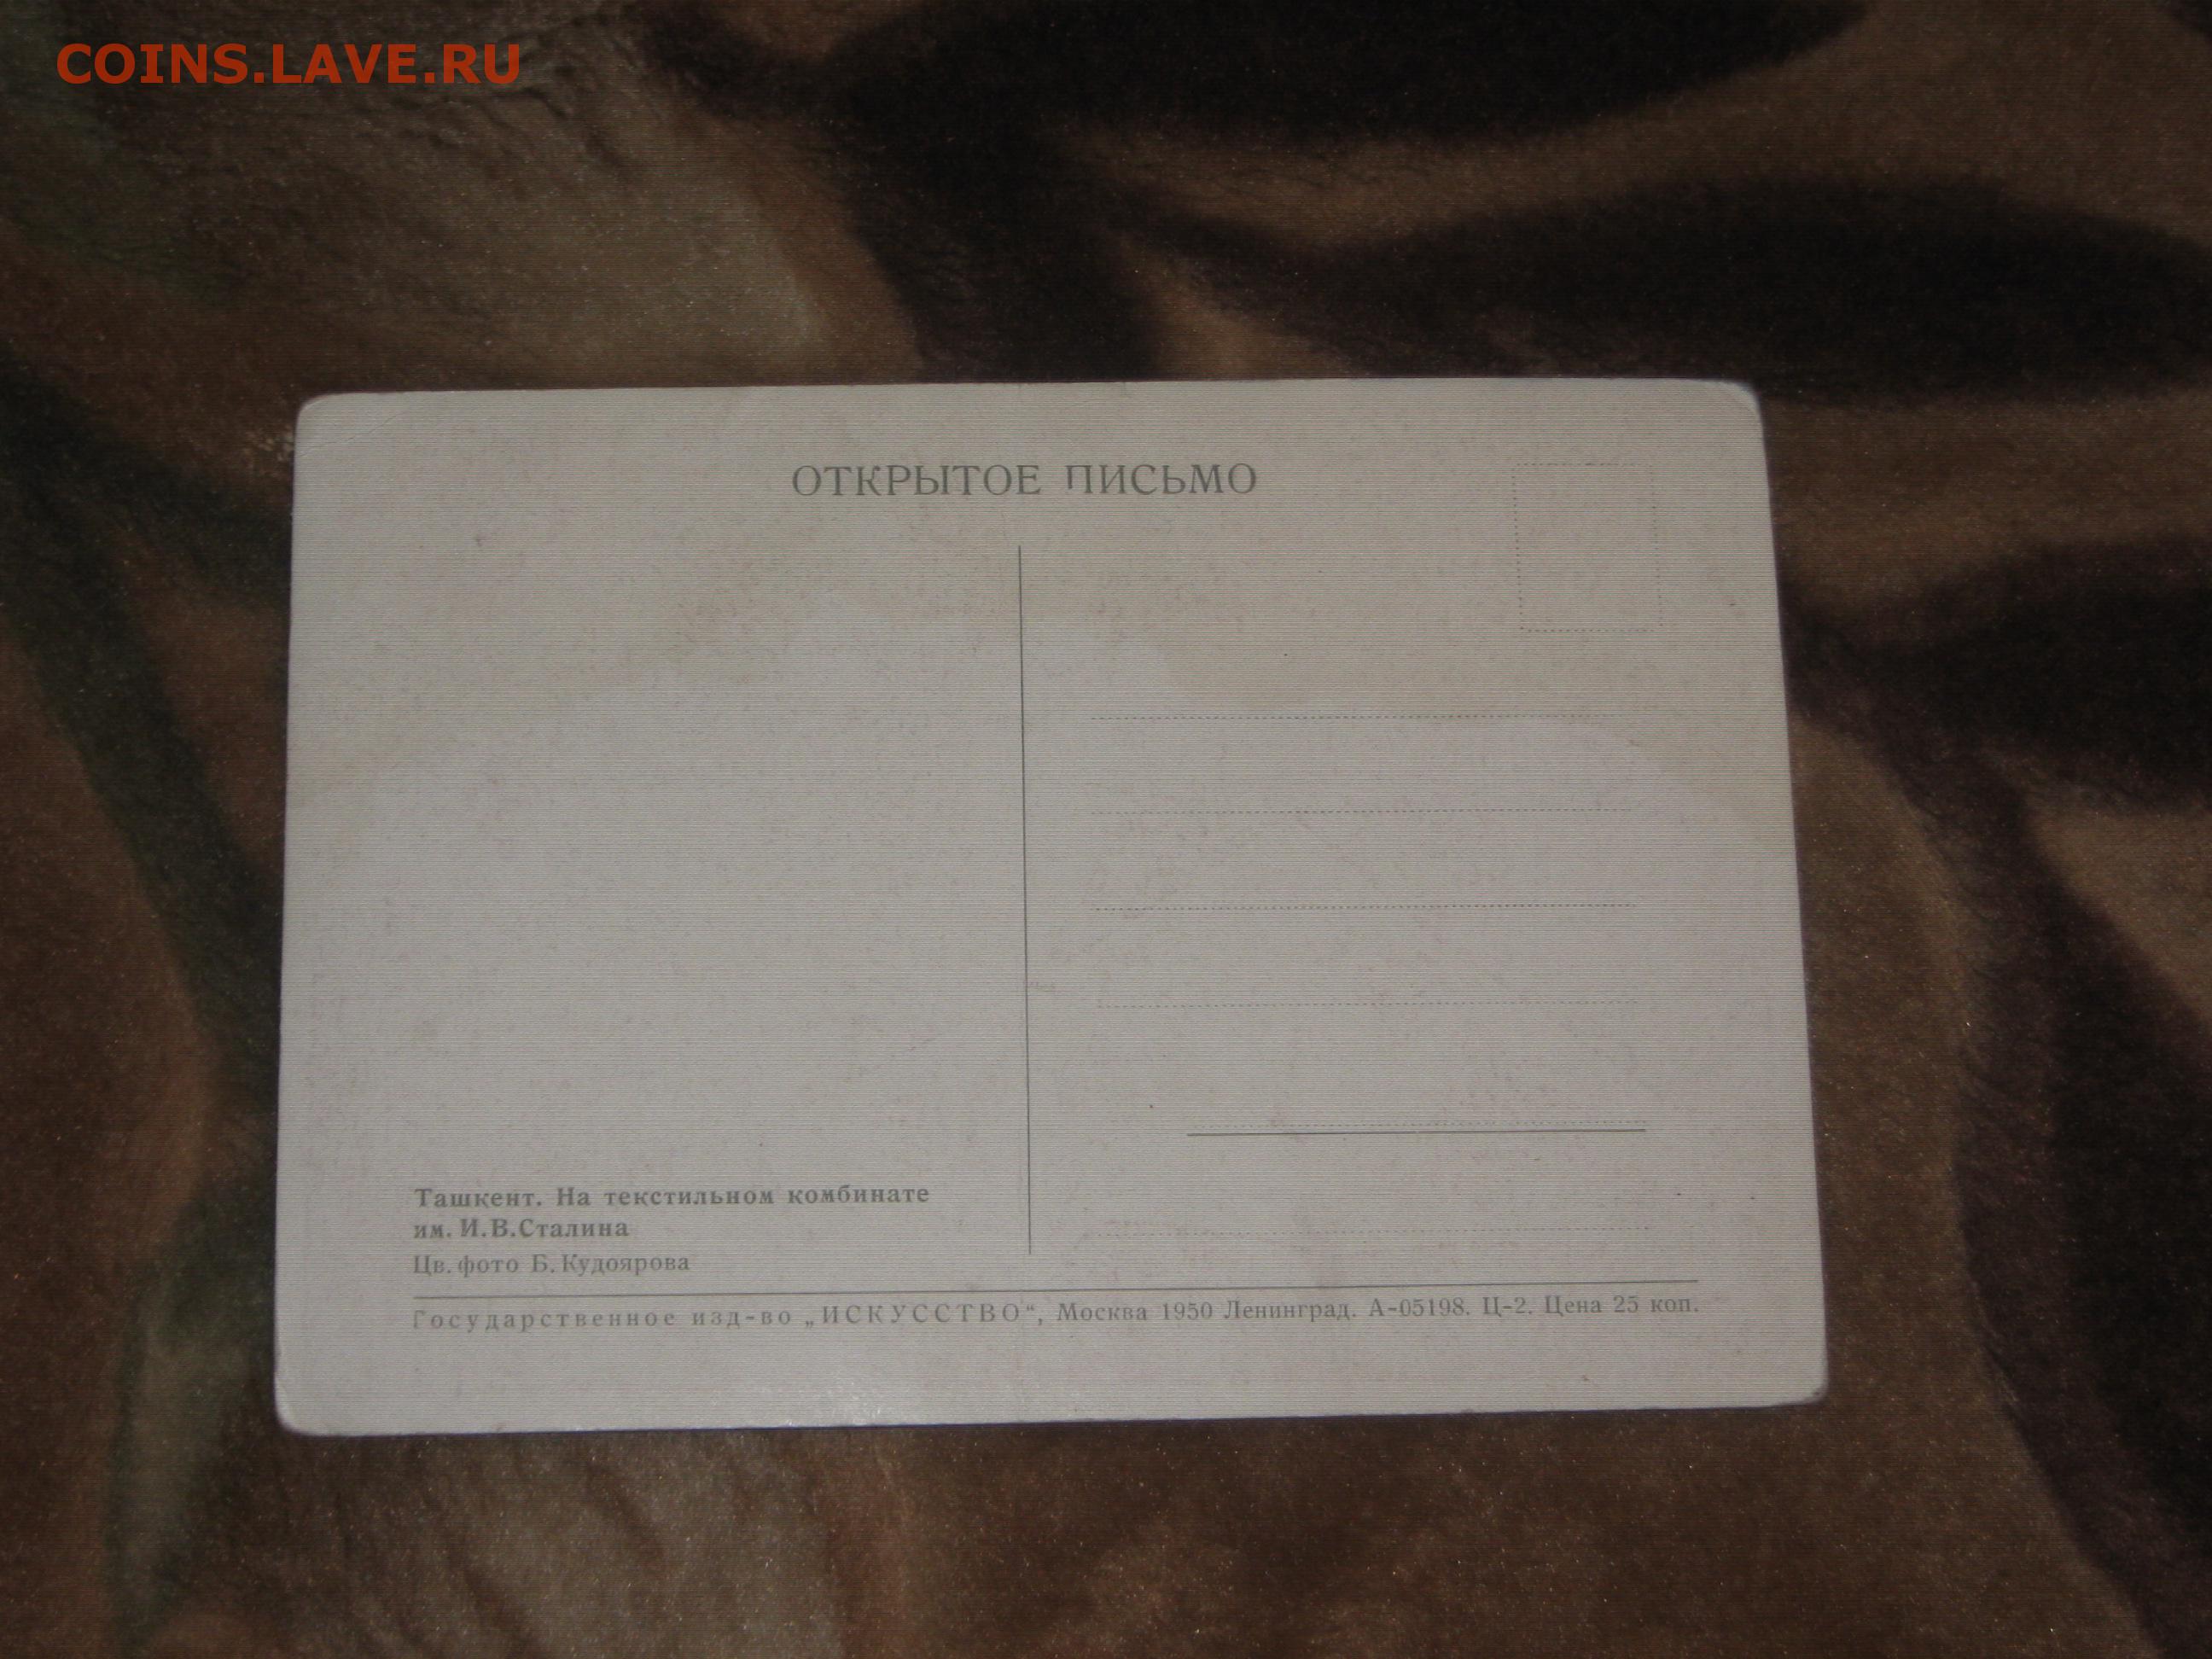 COINS.LAVE.RU
ОТКРЫТОЕ ПИСЬМО
Ташкент. На текстильном комбинате
им. И.В.Сталина
Цв. фото Б. Кудоярова
Государственное изд-во „ИСКУССТВО“, Москва 1950 Ленинград. А-05198. Ц-2. Цена 25 коп.